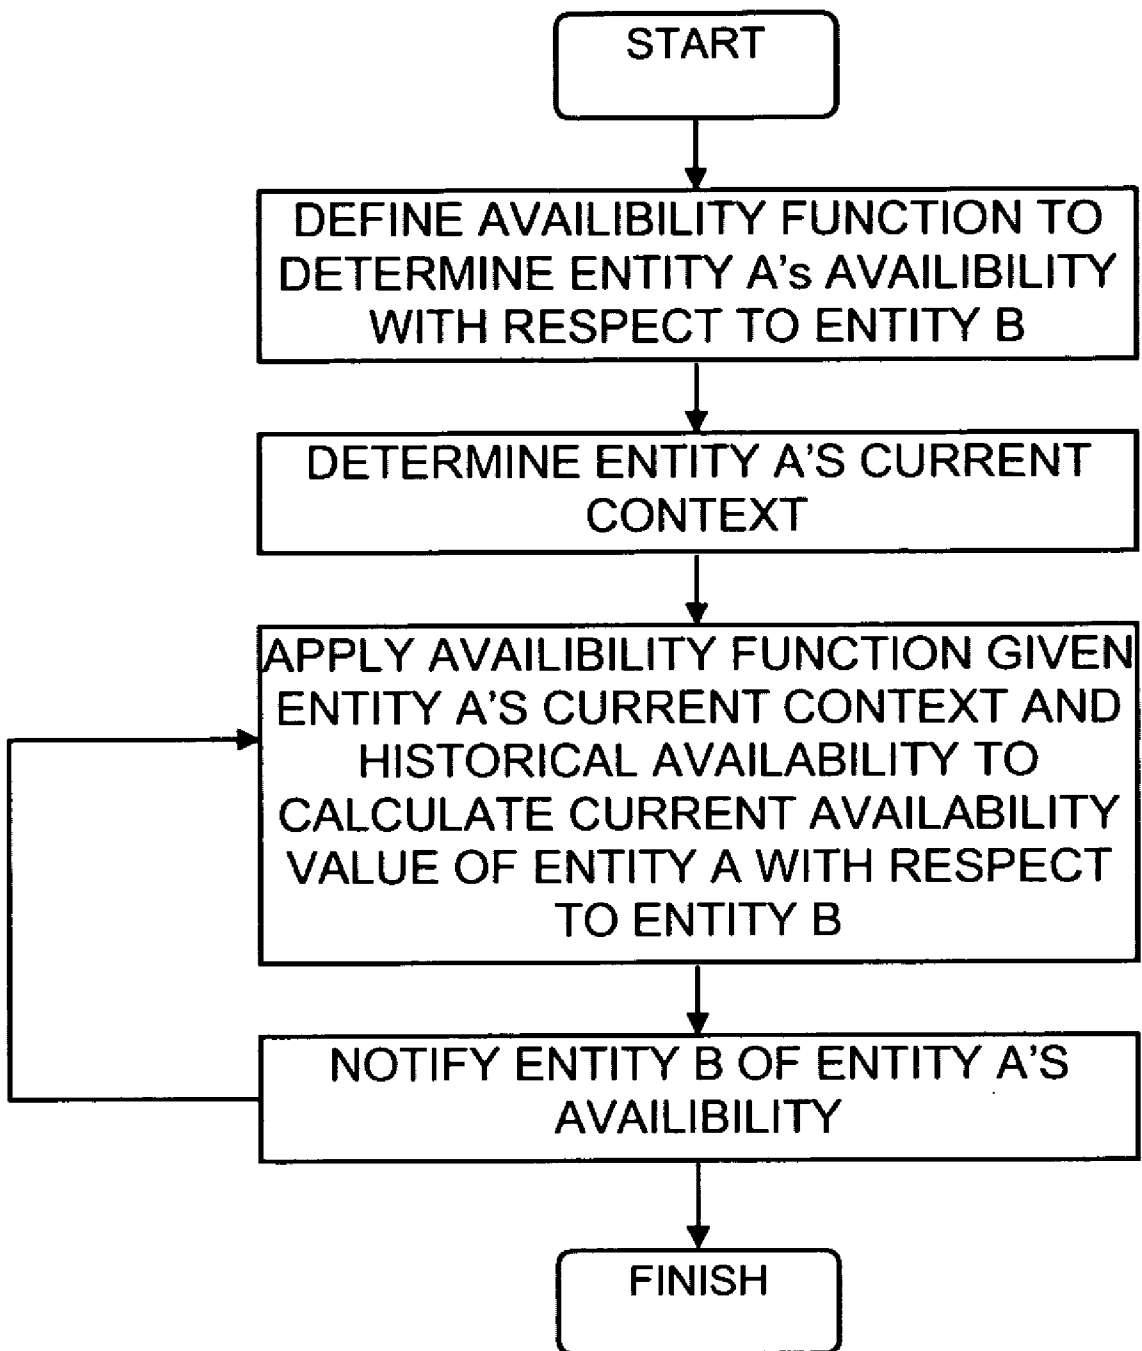 START
DEFINE AVAILIBILITY FUNCTION TO
DETERMINE ENTITY A's AVAILIBILITY
WITH RESPECT TO ENTITY B
DETERMINE ENTITY A'S CURRENT
CONTEXT
APPLY AVAILIBILITY FUNCTION GIVEN
ENTITY A'S CURRENT CONTEXT AND
HISTORICAL AVAILABILITY TO
CALCULATE CURRENT AVAILABILITY
VALUE OF ENTITY A WITH RESPECT
TO ENTITY B
NOTIFY ENTITY B OF ENTITY A'S
AVAILIBILITY
FINISH